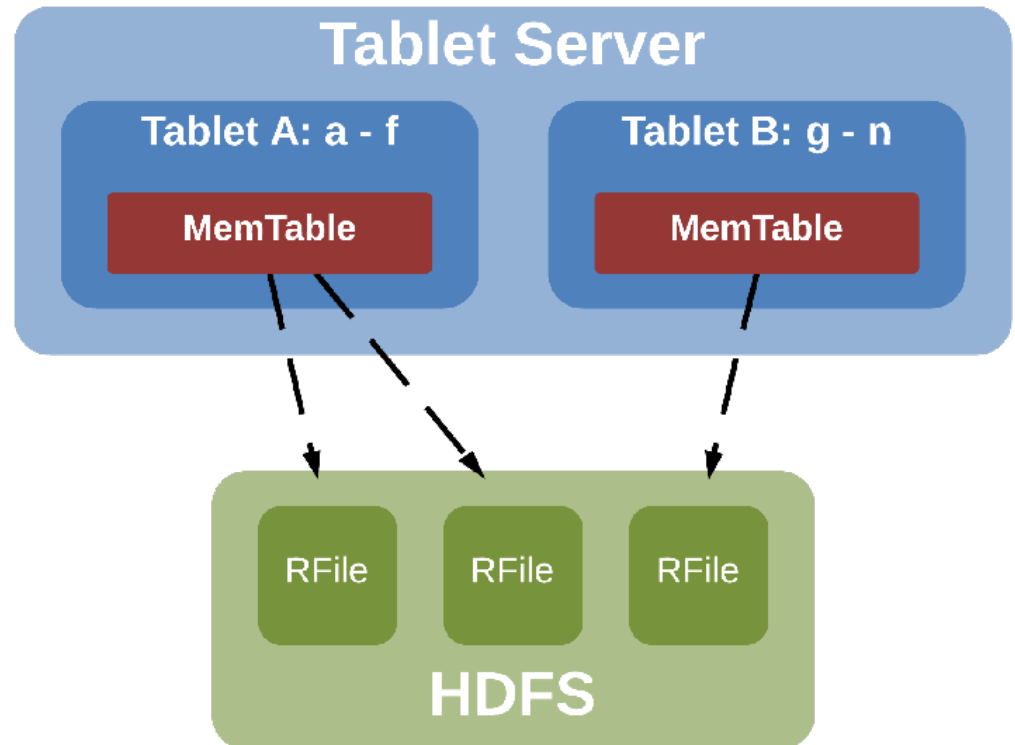 Tablet Server
Tablet A: a - f
Tablet B: g - n
MemTable
MemTable
RFile
RFile
RFile
HDFS